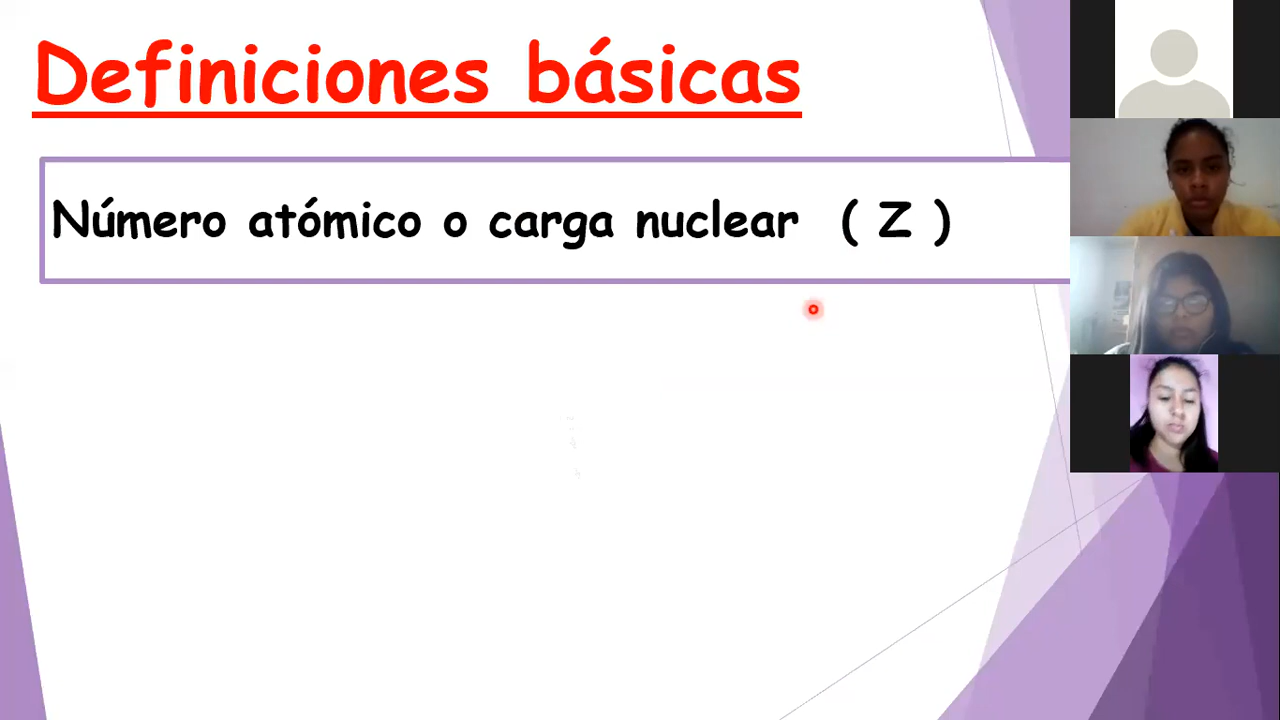 Definiciones básicas
Número atómico o carga nuclear ( Z )